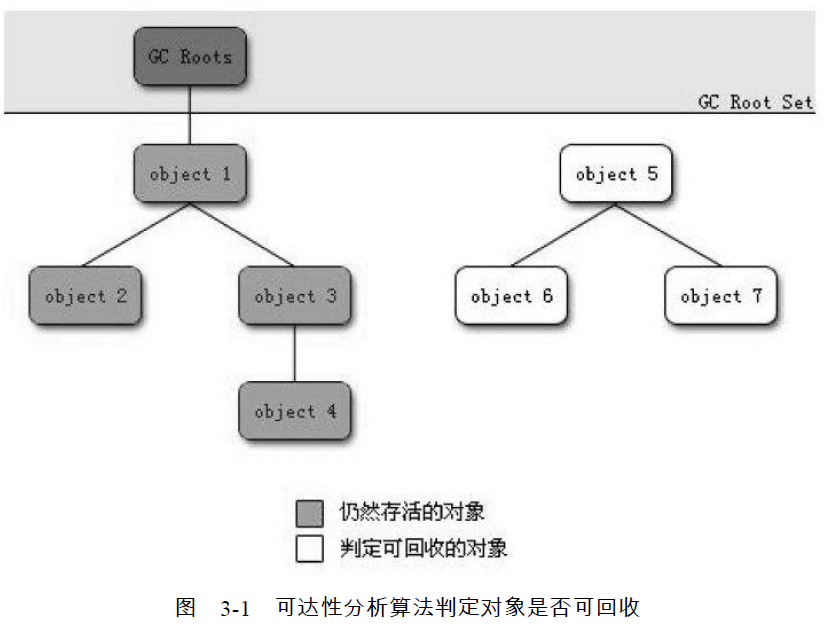 GC Roots
GC Root Set
object 1
object 5
object 2
object 3
object 6
object 7
object 4
仍然存活的对象
判定可回收的对象
图 3-1 可达性分析算法判定对象是否可回收